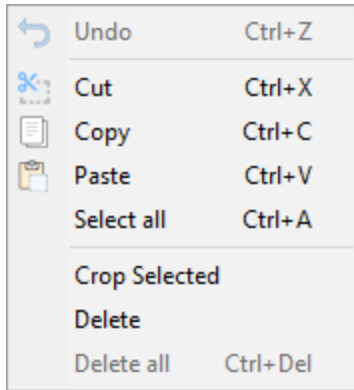 Undo Ctrl+Z
Cut Ctrl+X
Copy Ctrl+C
Paste Ctrl+V
Select all Ctrl+A
Crop Selected
Delete
Delete all Ctrl+Del